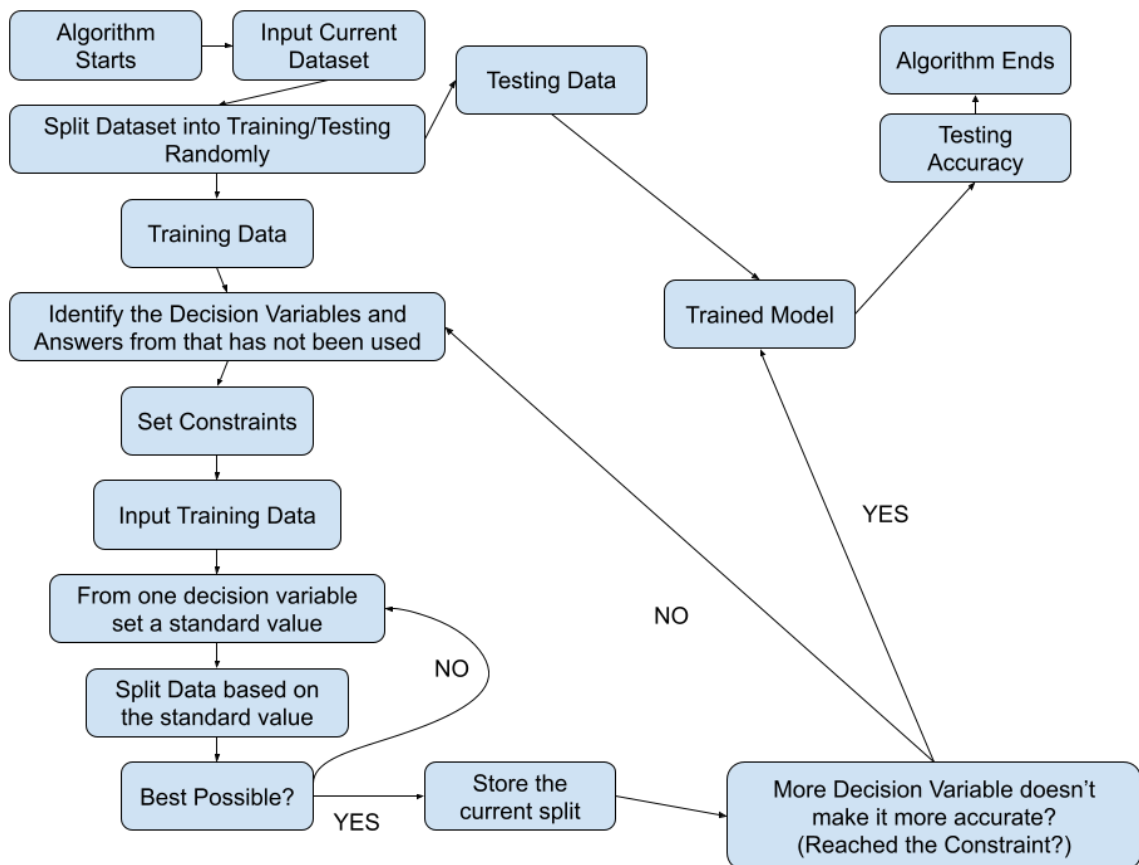 Algorithm
Starts
Input Current
Dataset
Testing Data
Algorithm Ends
Split Dataset into Training/Testing
Randomly
Testing
Accuracy
Training Data
Identify the Decision Variables and
Answers from that has not been used
Trained Model
Set Constraints
Input Training Data
YES
From one decision variable
set a standard value
NO
NO
Split Data based on
the standard value
Best Possible?
YES
Store the
current split
More Decision Variable doesn't
make it more accurate?
(Reached the Constraint?)